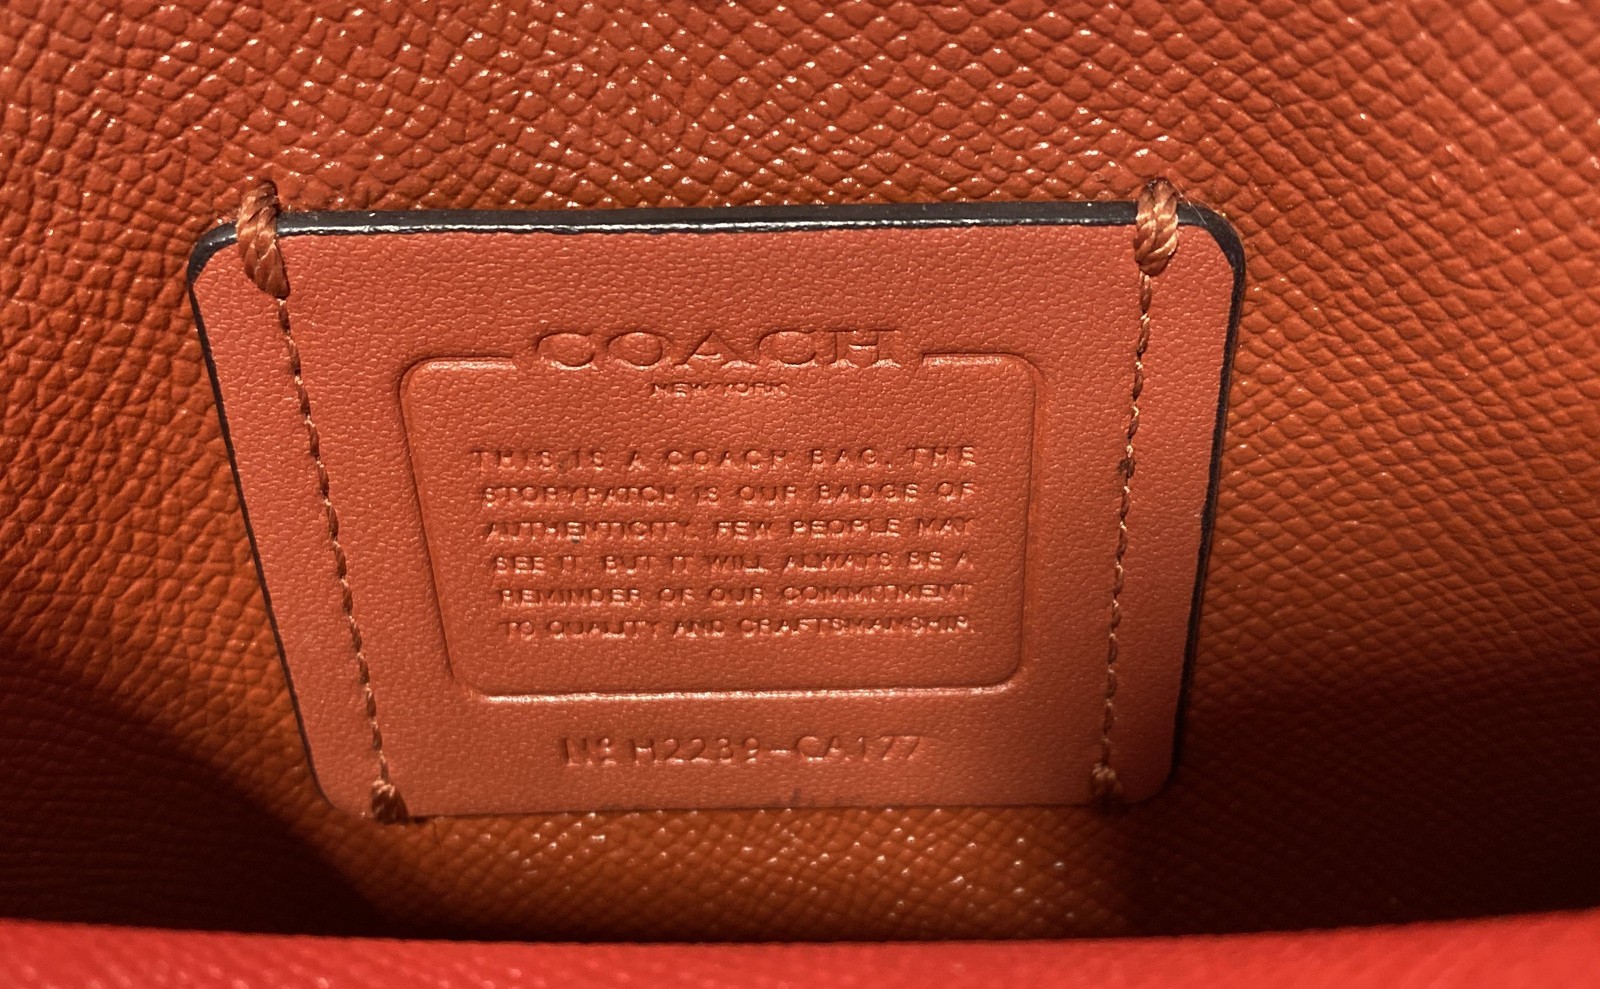 COACH
NEW YORK
THIS IS A COACH BAG. THE
STORYPATCH IS OUR BADGE OF
AUTHENTICITY. FEW PEOPLE MAY
SEE IT, BUT IT WILL ALWAYS BE A
REMINDER OF OUR COMMITMENT
TO QUALITY AND CRAFTSMANSHIP.
Nº H2239-CA177